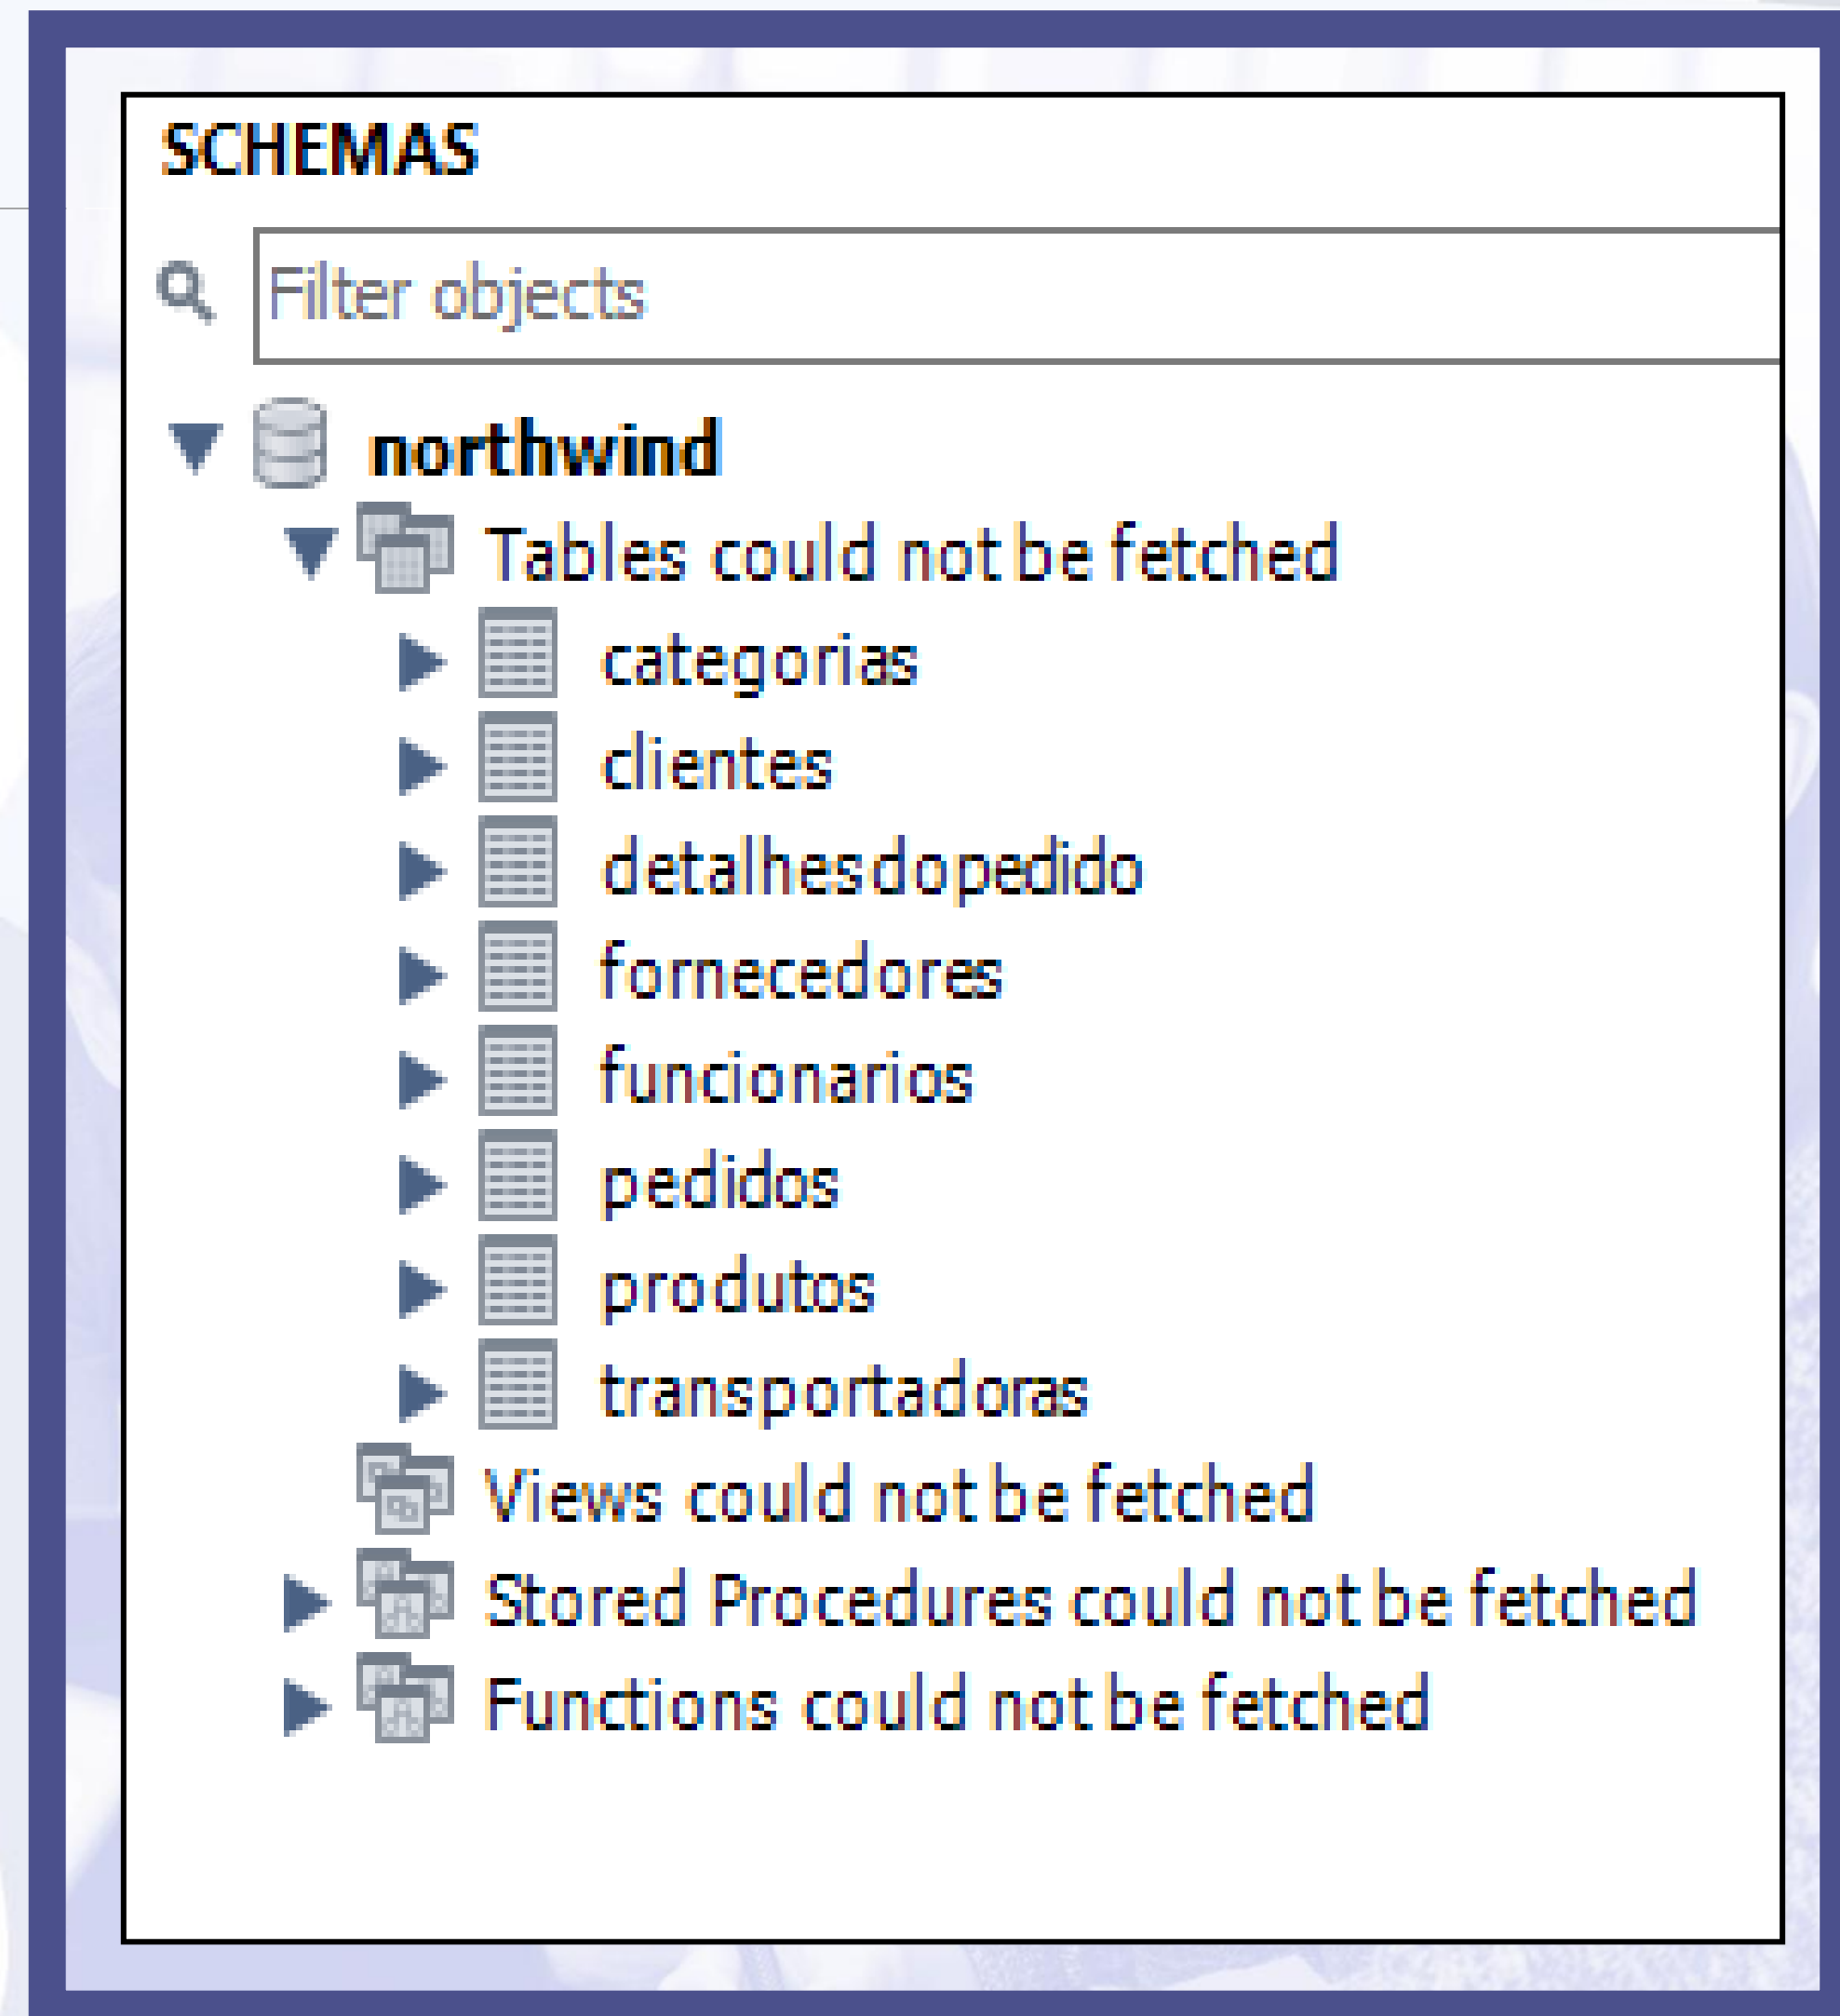 SCHEMAS
Filter objects
northwind
Tables could not be fetched
categorias
clientes
detalhesdopedido
fornecedores
funcionarios
pedidos
produtos
transportadoras
Views could not be fetched
Stored Procedures could not be fetched
Functions could not be fetched